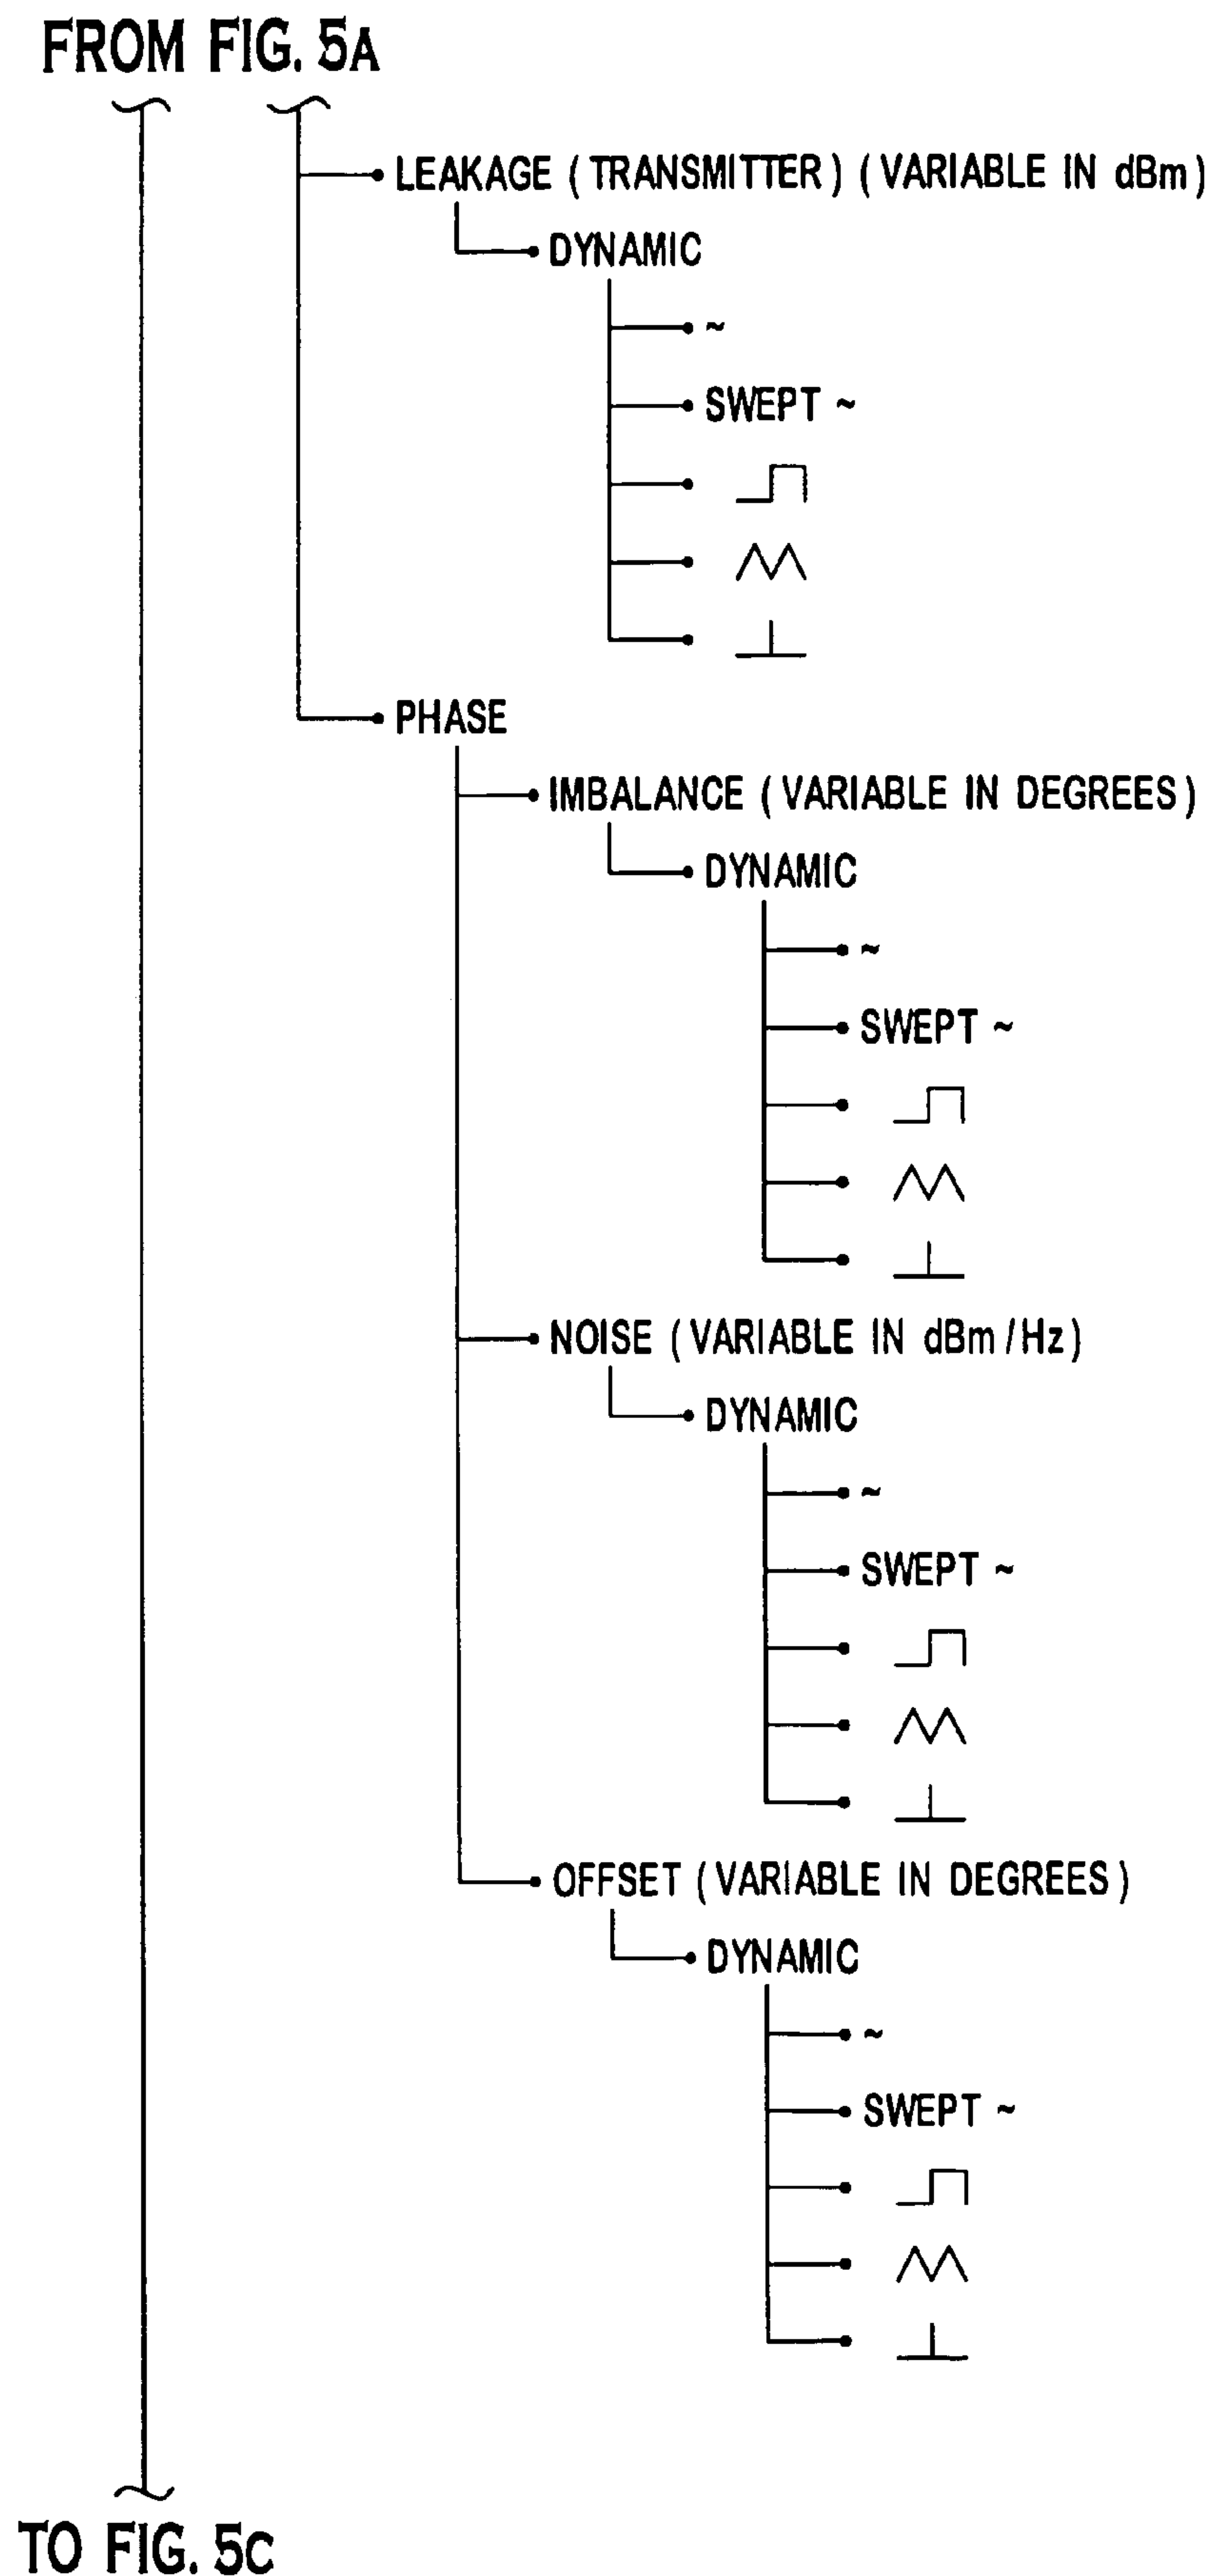 FROM FIG. 5A
LEAKAGE (TRANSMITTER) (VARIABLE IN dBm)
DYNAMIC
~
SWEPT ~
PHASE
IMBALANCE (VARIABLE IN DEGREES)
DYNAMIC
~
SWEPT ~
NOISE (VARIABLE IN dBm/Hz)
DYNAMIC
~
SWEPT ~
OFFSET (VARIABLE IN DEGREES)
DYNAMIC
~
SWEPT ~
TO FIG. 5C